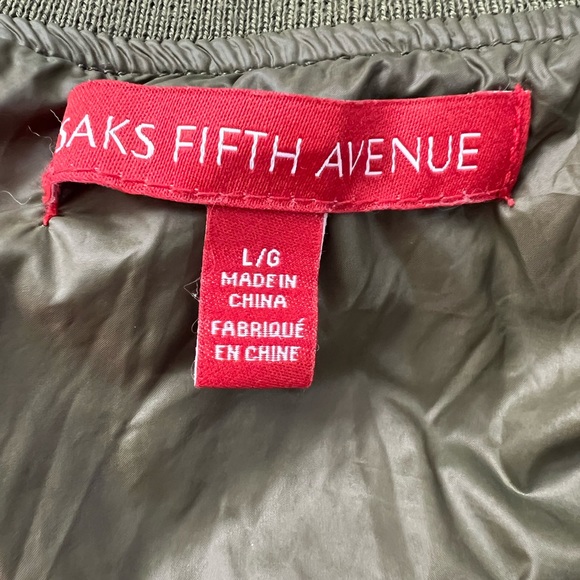 SAKS FIFTH AVENUE
L/G
MADE IN
CHINA
FABRIQUÉ
EN CHINE